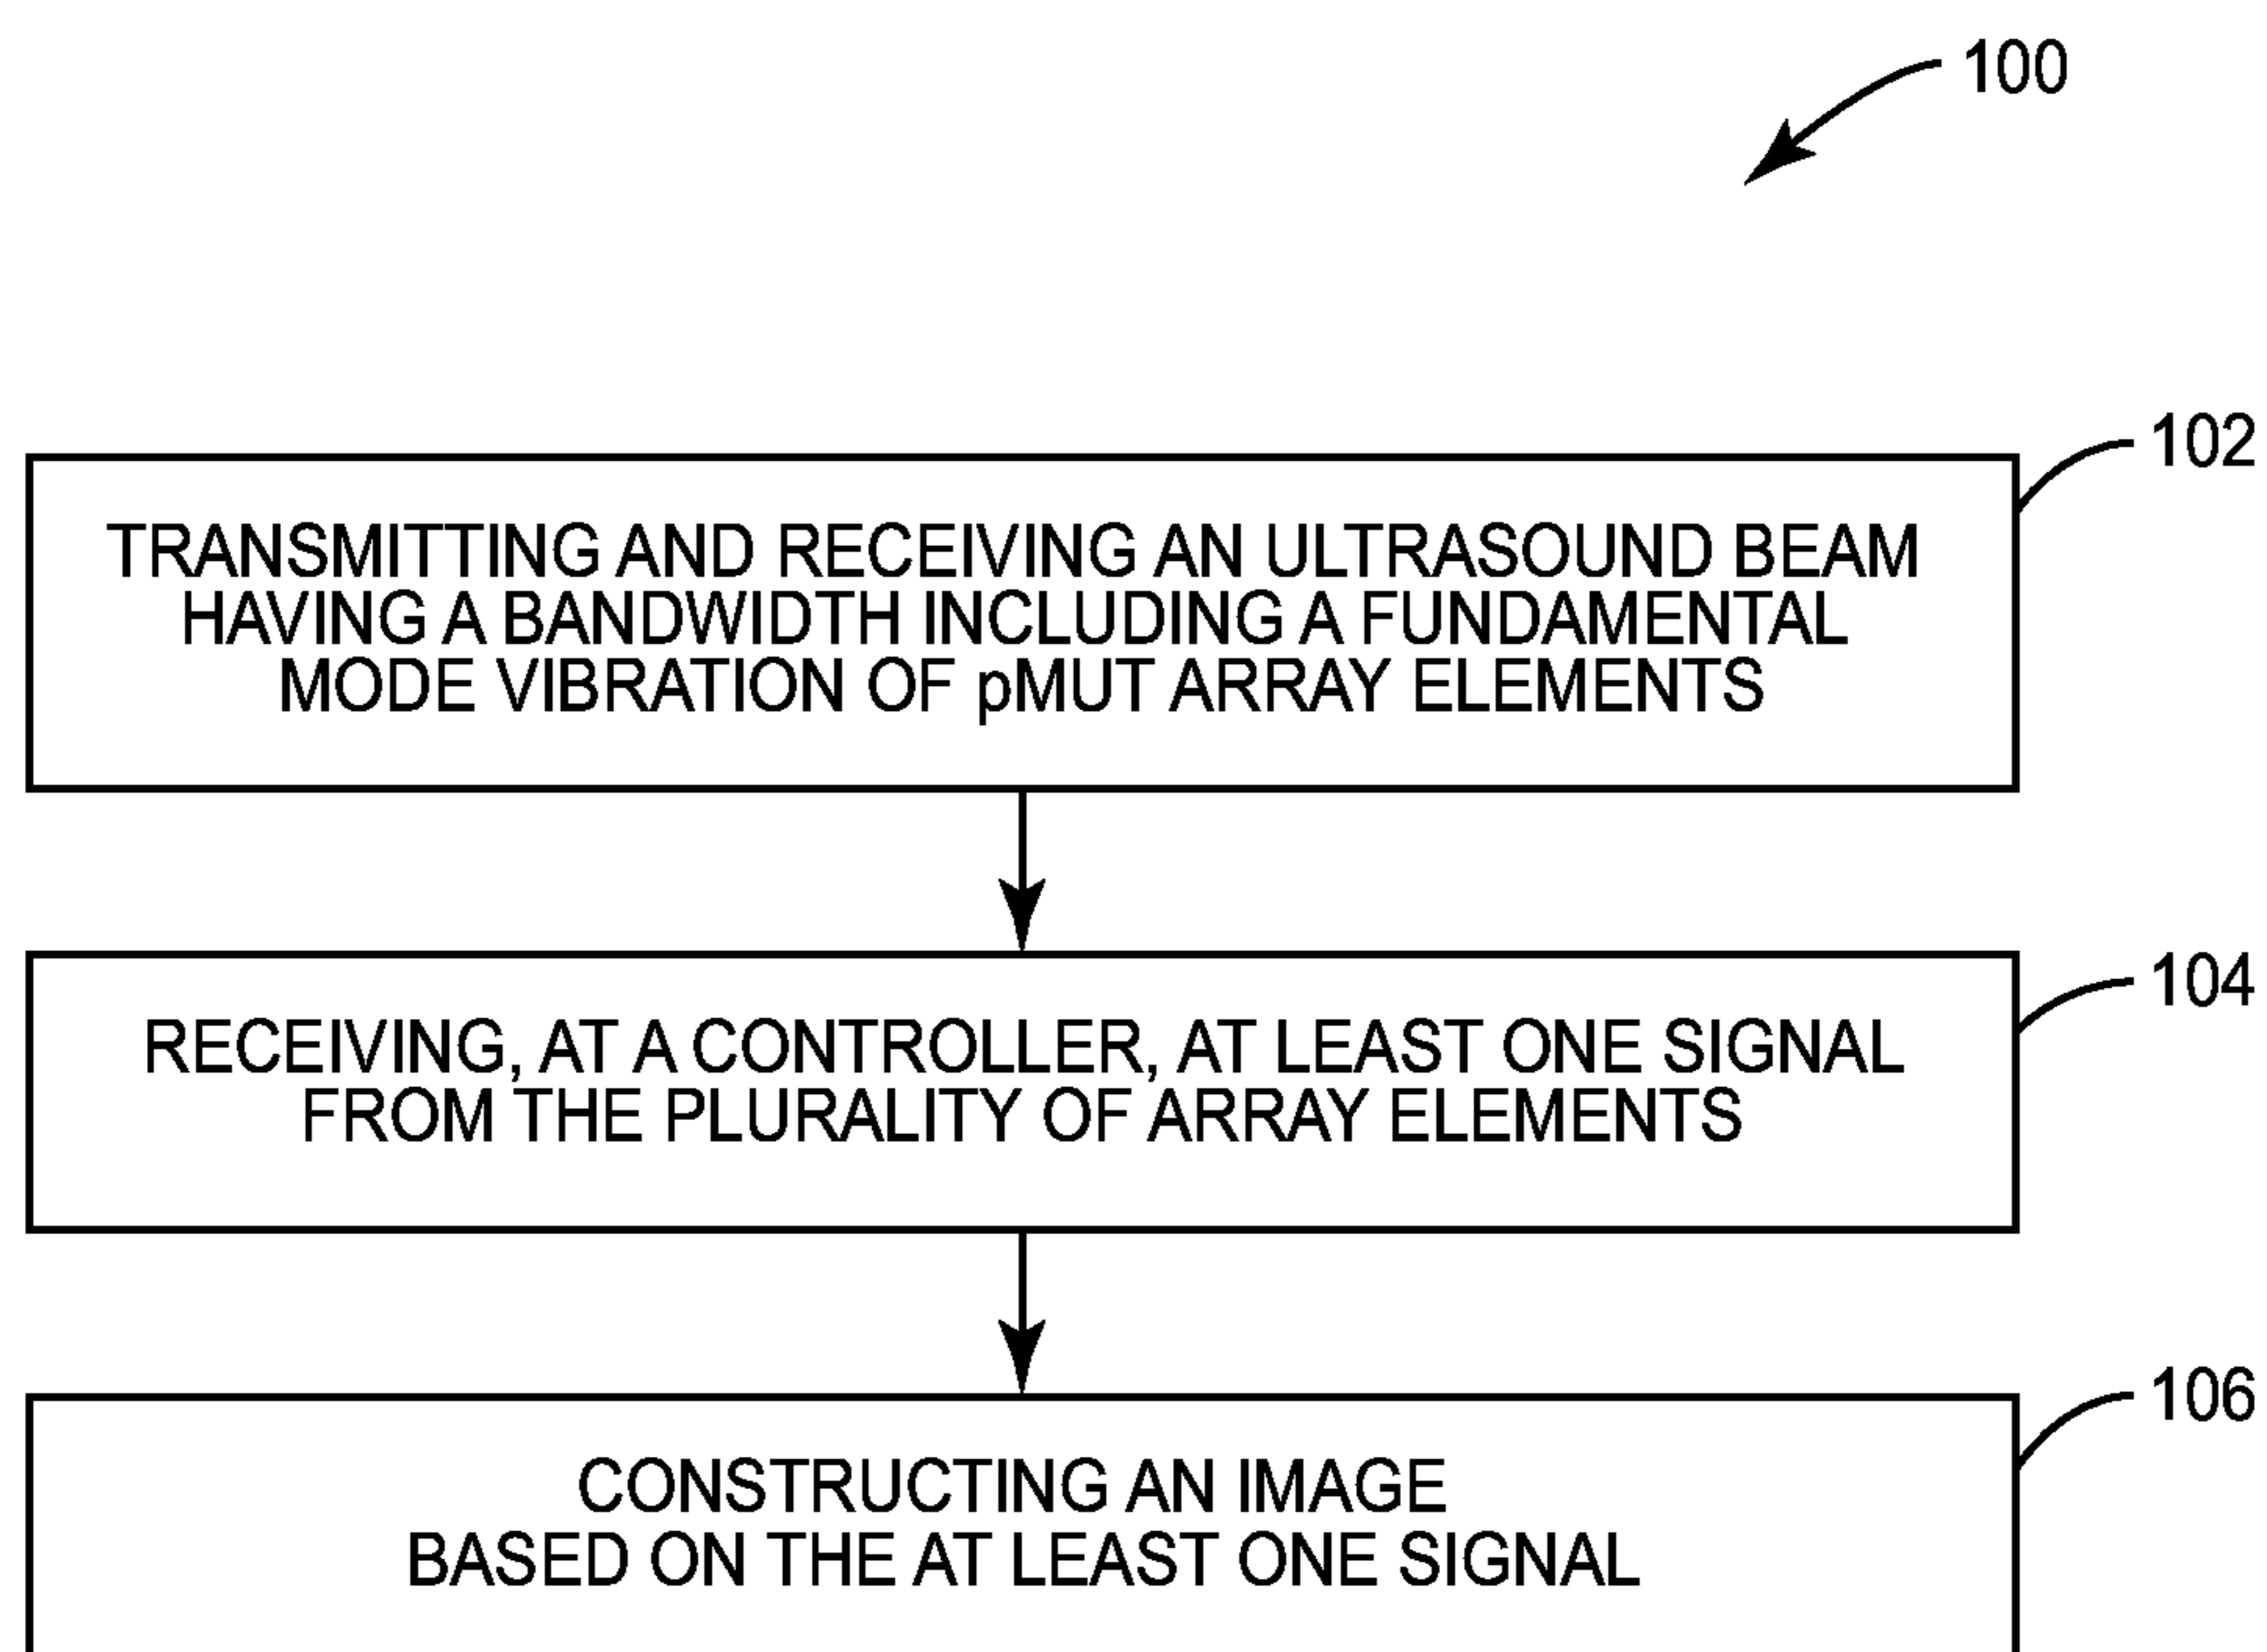 100
102
TRANSMITTING AND RECEIVING AN ULTRASOUND BEAM
HAVING A BANDWIDTH INCLUDING A FUNDAMENTAL
MODE VIBRATION OF pMUT ARRAY ELEMENTS
104
RECEIVING, AT A CONTROLLER, AT LEAST ONE SIGNAL
FROM THE PLURALITY OF ARRAY ELEMENTS
106
CONSTRUCTING AN IMAGE
BASED ON THE AT LEAST ONE SIGNAL